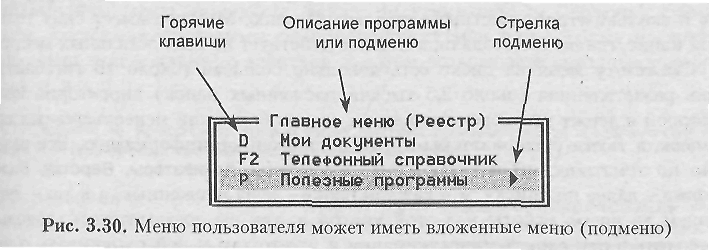 Горячие клавищи
Описание программы или подменю
Стрелка подменю
Главное меню (Реестр)
D Мои документы
F2 Телефонный справочник
P Полезные программы
Рис. 3.30. Меню пользователя может иметь вложенные меню (подменю)